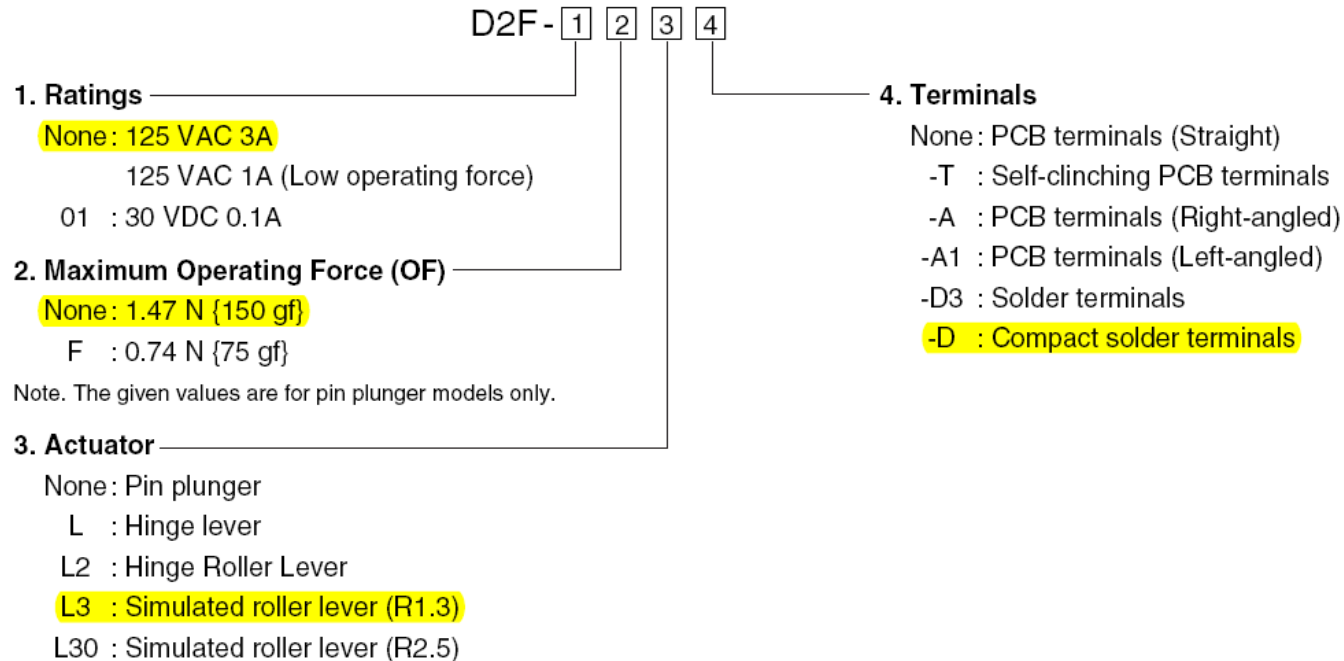 D2F-1 2 3 4
1. Ratings
None: 125 VAC 3A
125 VAC 1A (Low operating force)
01 : 30 VDC 0.1A
2. Maximum Operating Force (OF)
None: 1.47 N {150 gf}
F : 0.74 N {75 gf}
Note. The given values are for pin plunger models only.
3. Actuator
None: Pin plunger
L : Hinge lever
L2 : Hinge Roller Lever
L3 : Simulated roller lever (R1.3)
L30 : Simulated roller lever (R2.5)
4. Terminals
None: PCB terminals (Straight)
-T : Self-clinching PCB terminals
-A : PCB terminals (Right-angled)
-A1 : PCB terminals (Left-angled)
-D3 : Solder terminals
-D : Compact solder terminals